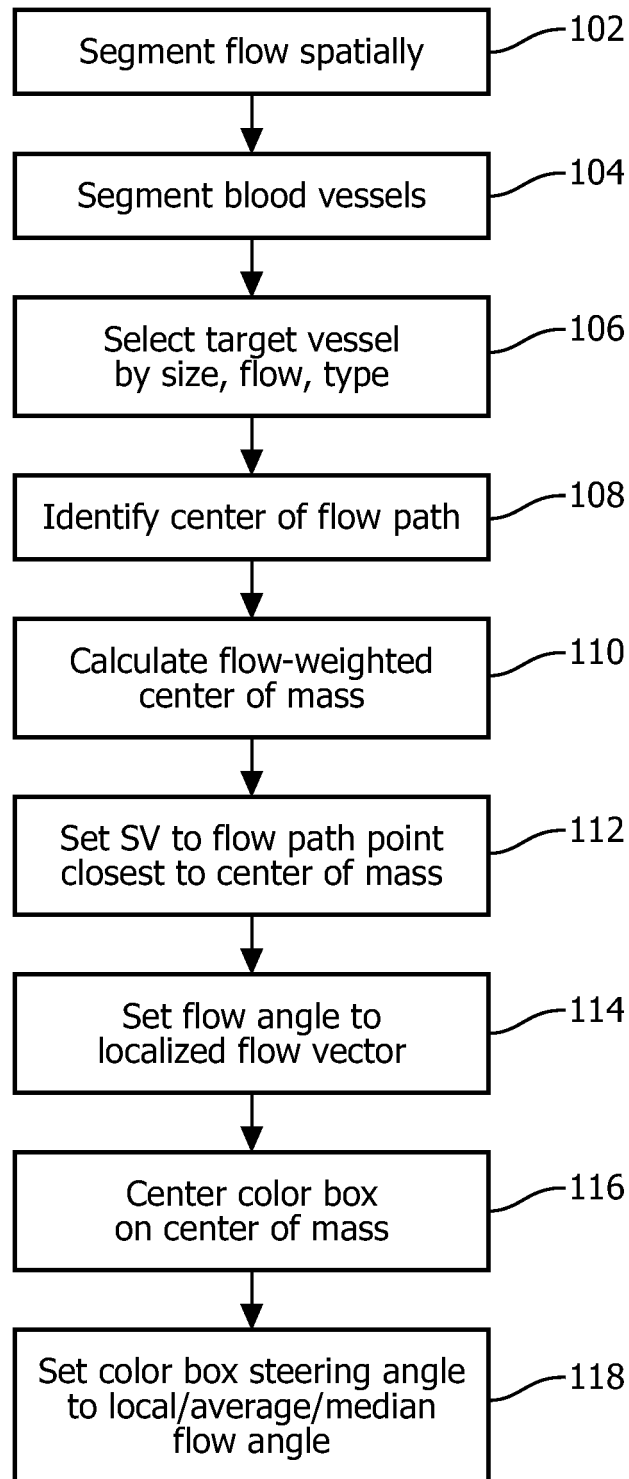 Segment flow spatially
102
Segment blood vessels
104
Select target vessel
by size, flow, type
106
Identify center of flow path
108
Calculate flow-weighted
center of mass
110
Set SV to flow path point
closest to center of mass
112
Set flow angle to
localized flow vector
114
Center color box
on center of mass
116
Set color box steering angle
to local/average/median
flow angle
118